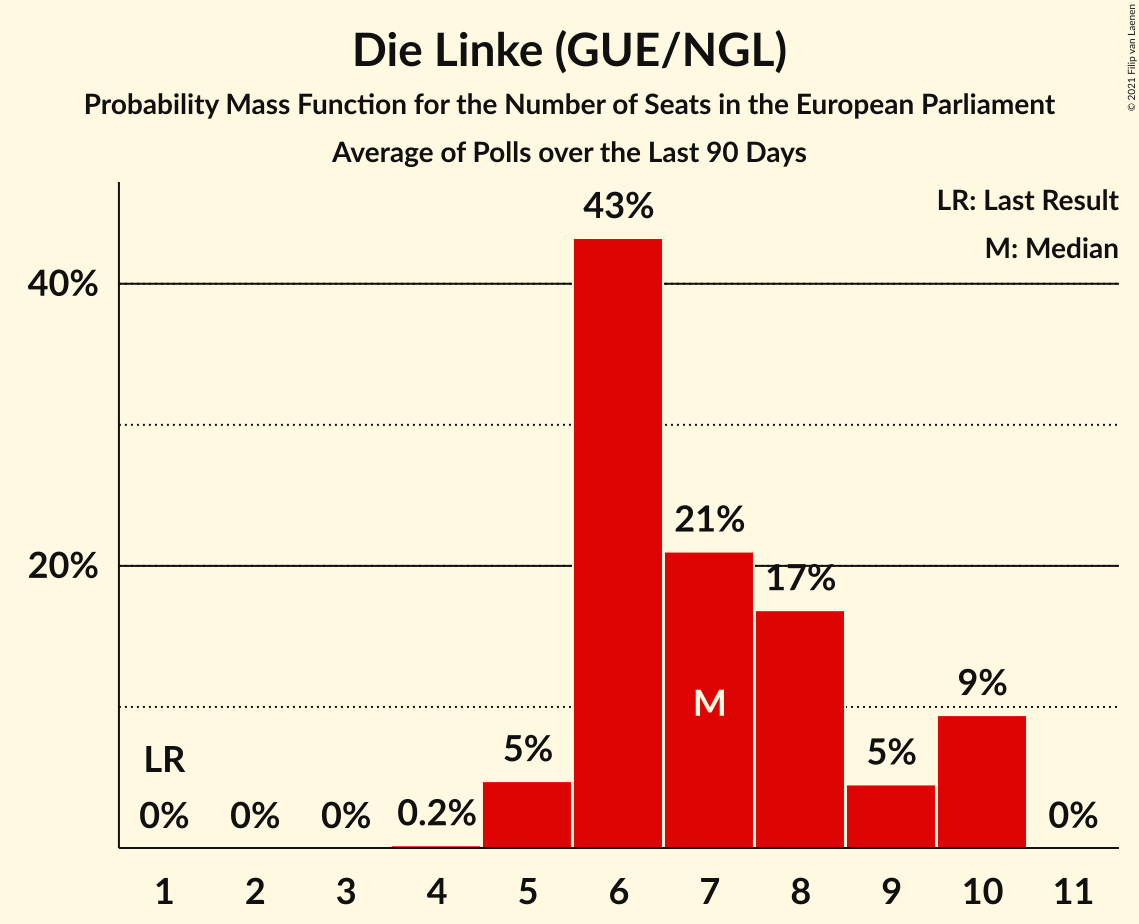 Die Linke (GUE/NGL)
Probability Mass Function for the Number of Seats in the European Parliament
Average of Polls over the Last 90 Days
© 2021 Filip van Laenen
LR: Last Result
M: Median
43%
40%
21%
20%
17%
M
9%
LR
5%
5%
0%
0%
0%
0.2%
0%
1 2 3 4 5 6 7 8 9 10 11